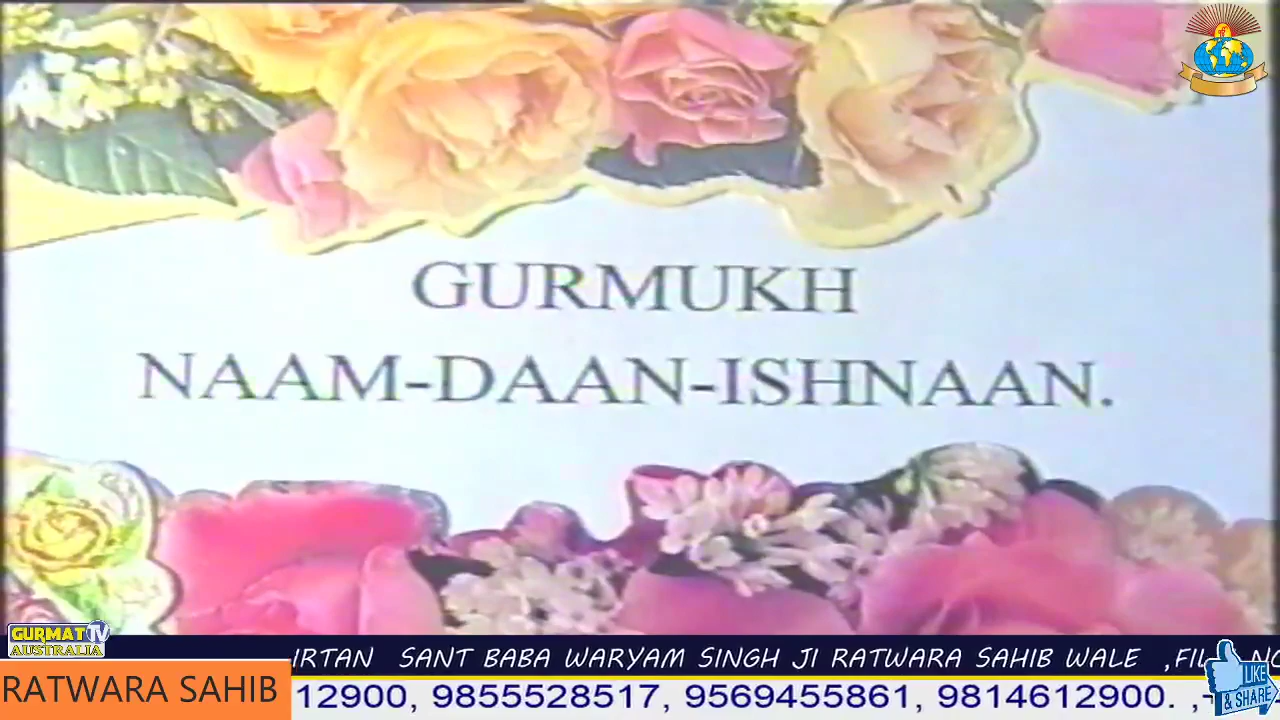 GURMUKH
NAAM-DAAN-ISHNAAN.
GURMAT TV
AUSTRALIA
IRTAN SANT BABA WARYAM SINGH JI RATWARA SAHIB WALE ,FIL NO
RATWARA SAHIB
12900, 9855528517, 9569455861, 9814612900. ,-
LIKE
& SHARE